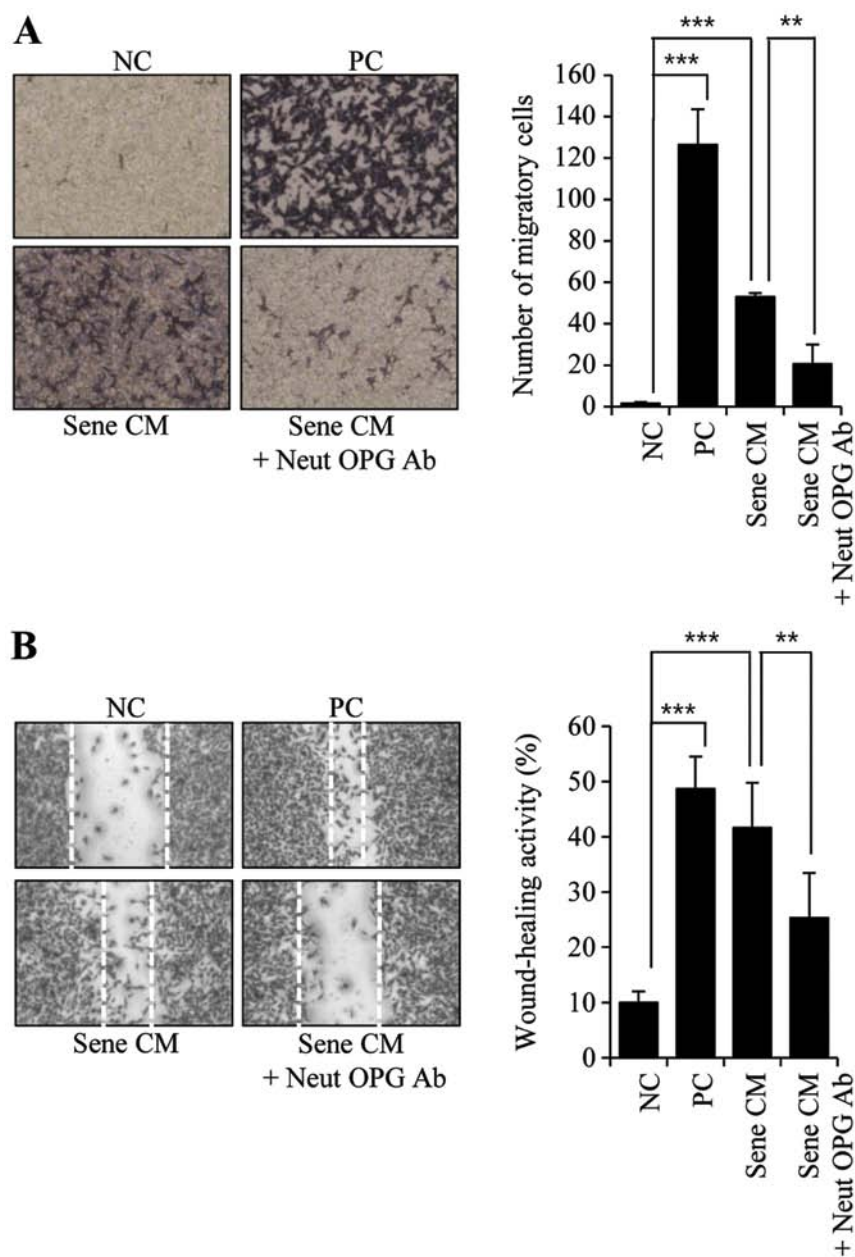 A
NC
PC
Sene CM
Sene CM
+ Neut OPG Ab
***
**
***
Number of migratory cells
160
140
120
100
80
60
40
20
0
NC
PC
Sene CM
Sene CM
+ Neut OPG Ab
B
NC
PC
Sene CM
Sene CM
+ Neut OPG Ab
***
**
***
Wound-healing activity (%)
60
50
40
30
20
10
0
NC
PC
Sene CM
Sene CM
+ Neut OPG Ab